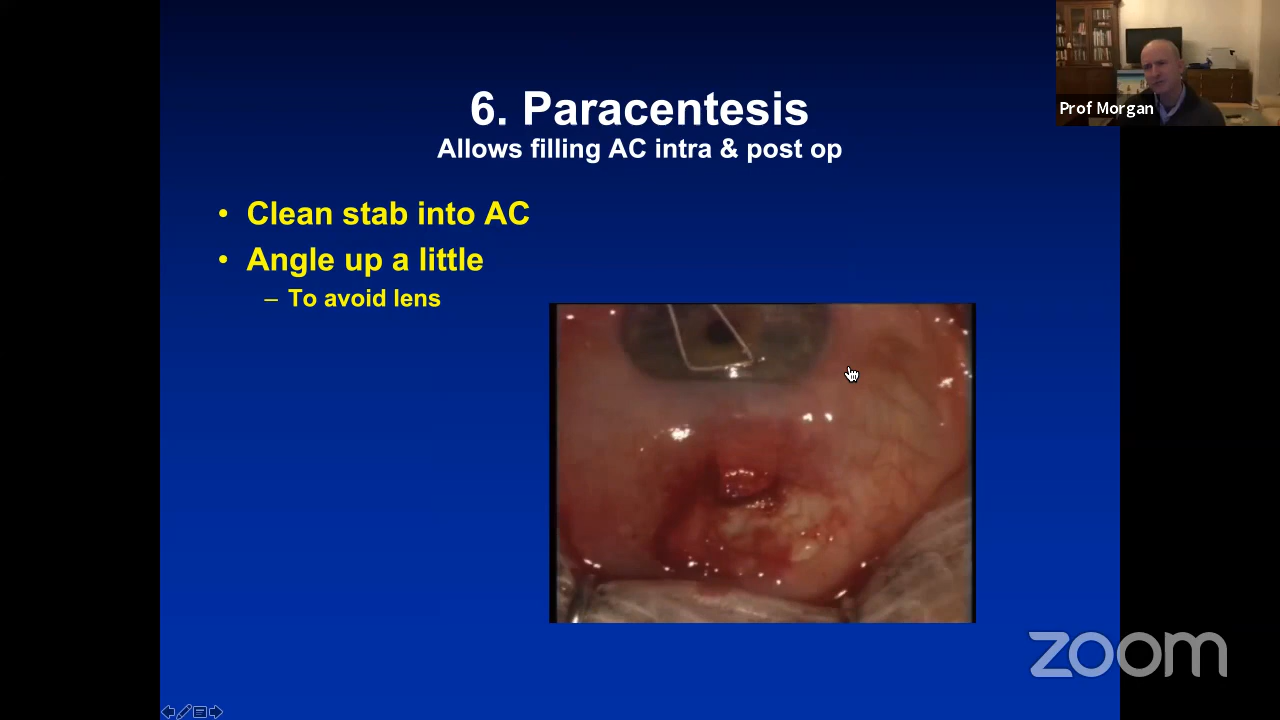 6. Paracentesis
Allows filling AC intra & post op
• Clean stab into AC
• Angle up a little
– To avoid lens
Prof Morgan
zoom